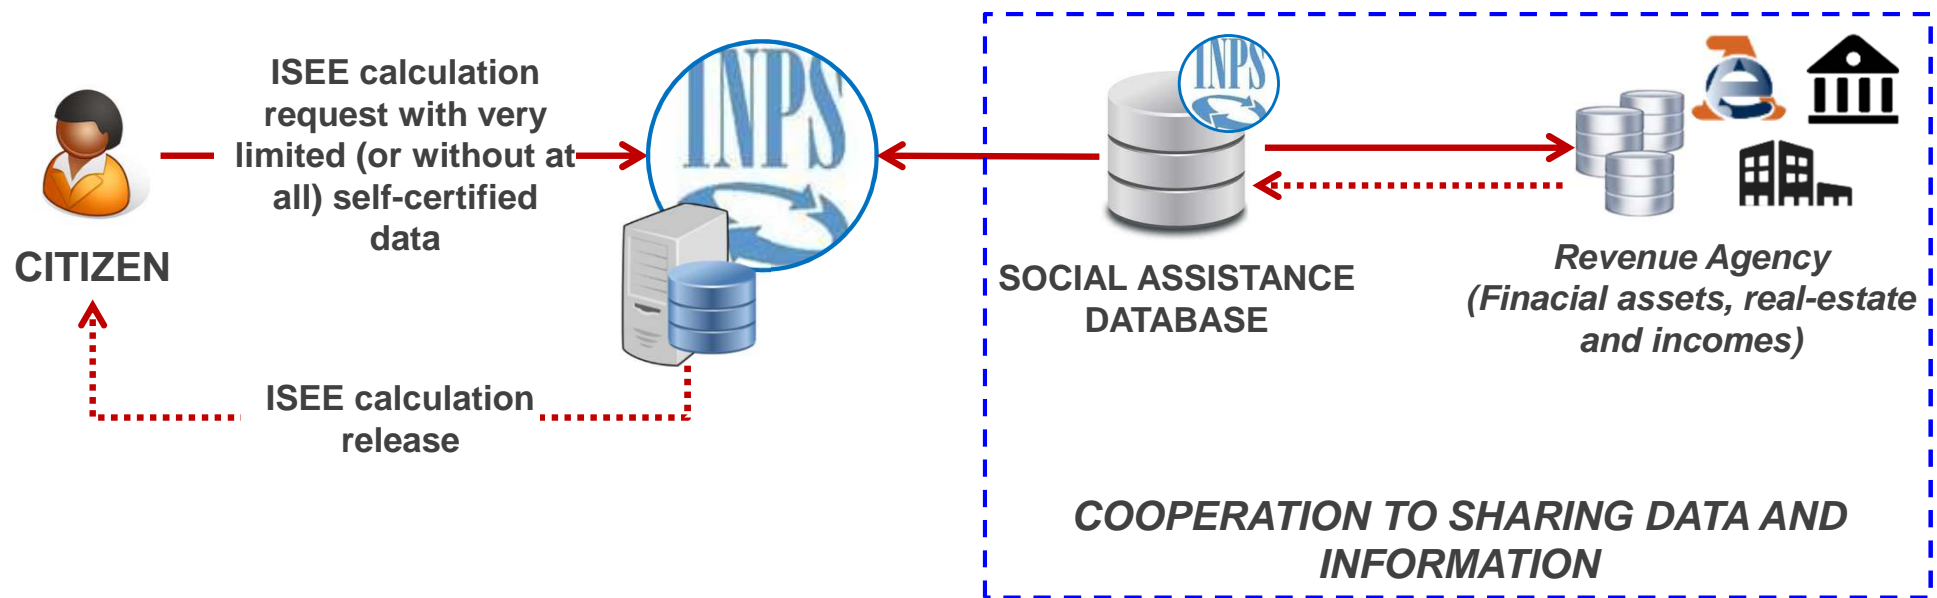 ISEE calculation
request with very
limited (or without at
all) self-certified
data
CITIZEN
ISEE calculation
release
INPS
INPS
SOCIAL ASSISTANCE
DATABASE
Revenue Agency
(Finacial assets, real-estate
and incomes)
COOPERATION TO SHARING DATA AND
INFORMATION